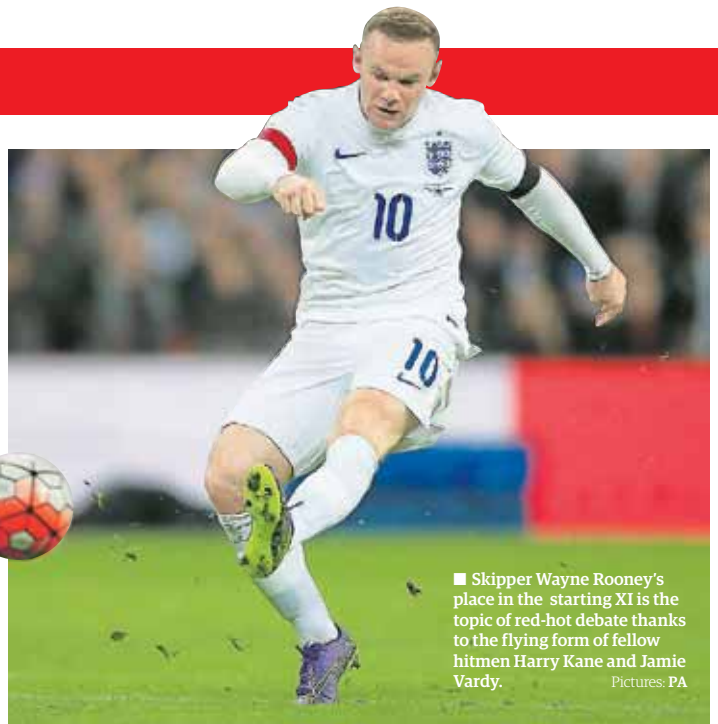 10
10
■ Skipper Wayne Rooney's
place in the starting XI is the
topic of red-hot debate thanks
to the flying form of fellow
hitmen Harry Kane and Jamie
Vardy. Pictures: PA